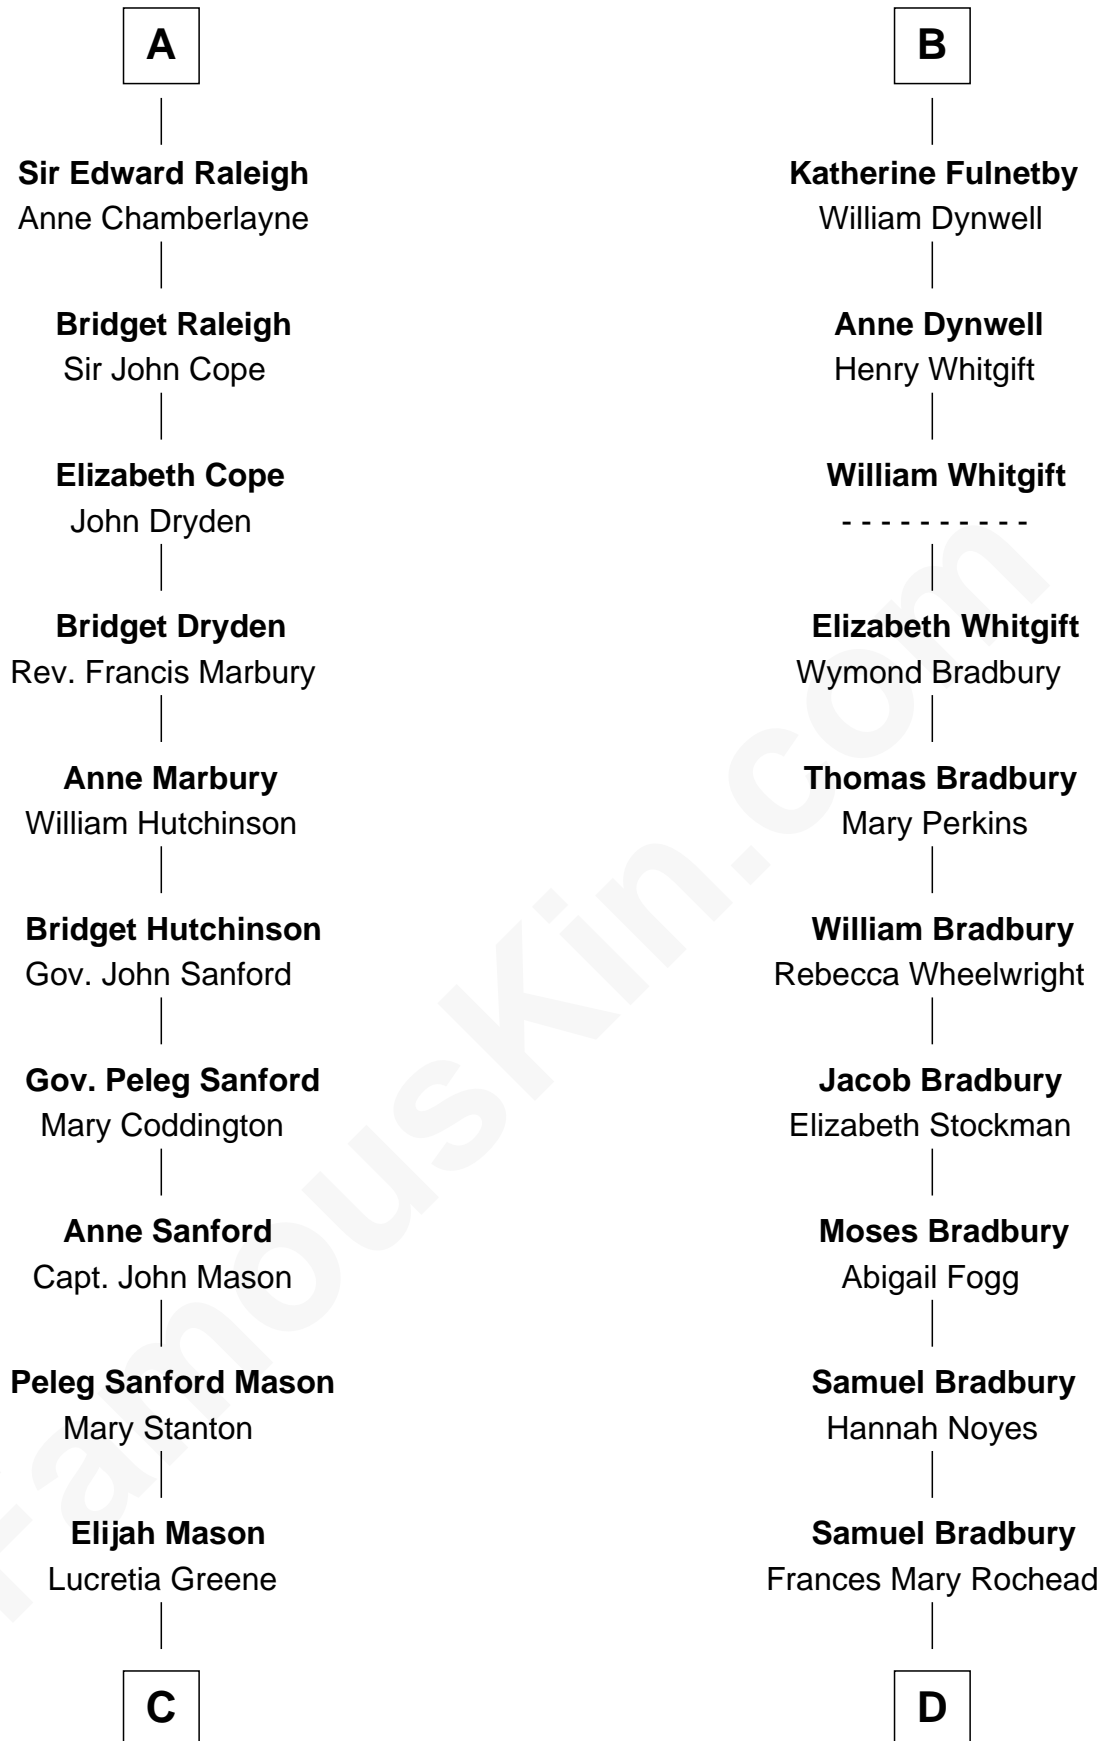 A
Sir Edward Raleigh
Anne Chamberlayne
Bridget Raleigh
Sir John Cope
Elizabeth Cope
John Dryden
Bridget Dryden
Rev. Francis Marbury
Anne Marbury
William Hutchinson
Bridget Hutchinson
Gov. John Sanford
Gov. Peleg Sanford
Mary Coddington
Anne Sanford
Capt. John Mason
Peleg Sanford Mason
Mary Stanton
Elijah Mason
Lucretia Greene
C
B
Katherine Fulnetby
William Dynwell
Anne Dynwell
Henry Whitgift
William Whitgift
- - - - - - - - - -
Elizabeth Whitgift
Wymond Bradbury
Thomas Bradbury
Mary Perkins
William Bradbury
Rebecca Wheelwright
Jacob Bradbury
Elizabeth Stockman
Moses Bradbury
Abigail Fogg
Samuel Bradbury
Hannah Noyes
Samuel Bradbury
Frances Mary Rochead
D
FamousKin.com